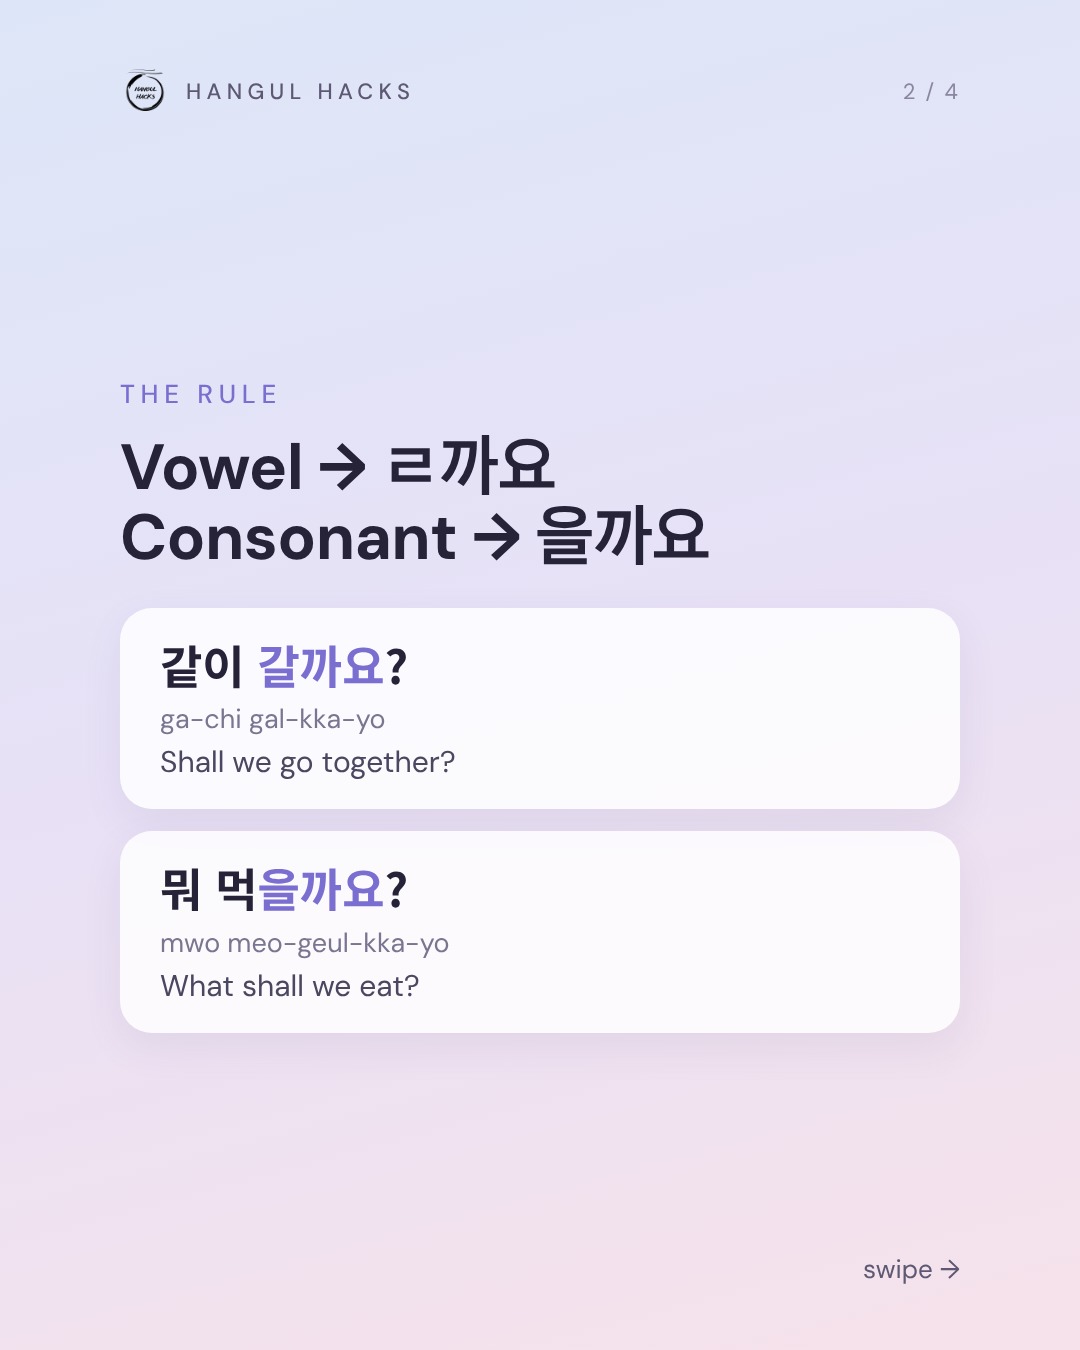 HANGUL HACKS
HANGUL HACKS
2 / 4
THE RULE
Vowel → ㄹ까요
Consonant → 을까요
같이 갈까요?
ga-chi gal-kka-yo
Shall we go together?
뭐 먹을까요?
mwo meo-geul-kka-yo
What shall we eat?
swipe →